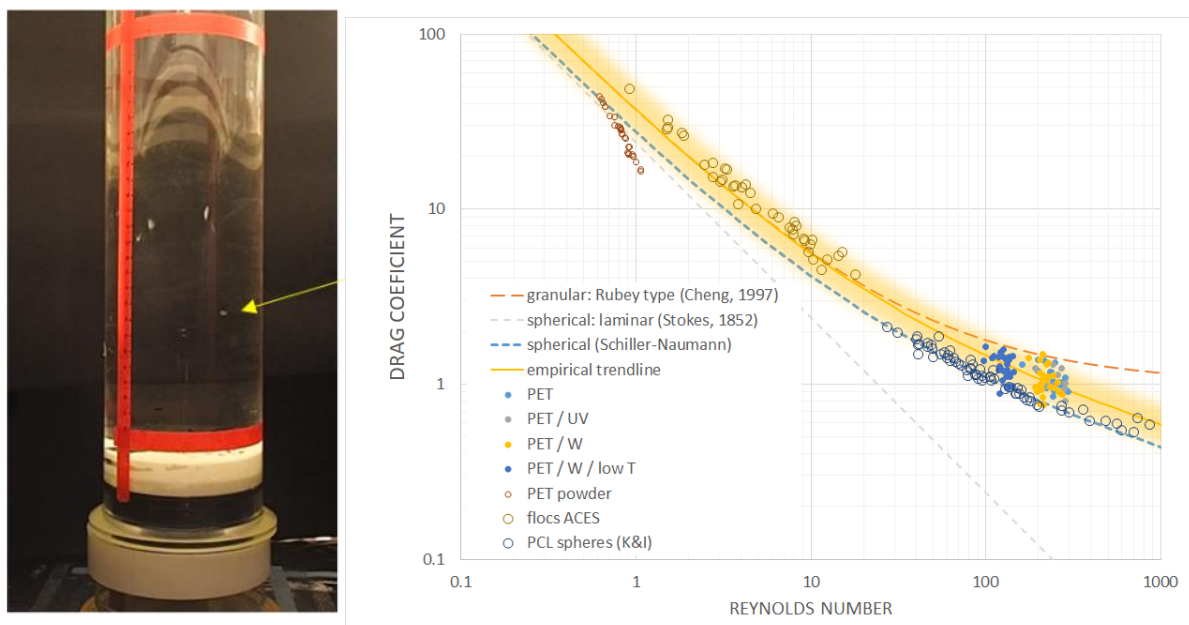 100
10
1
0.1
DRAG COEFFICIENT
granular: Rubey type (Cheng, 1997)
spherical: laminar (Stokes, 1852)
spherical (Schiller-Naumann)
empirical trendline
PET
PET / UV
PET / W
PET / W / low T
PET powder
flocs ACES
PCL spheres (K&I)
0.1 1 10 100 1000
REYNOLDS NUMBER